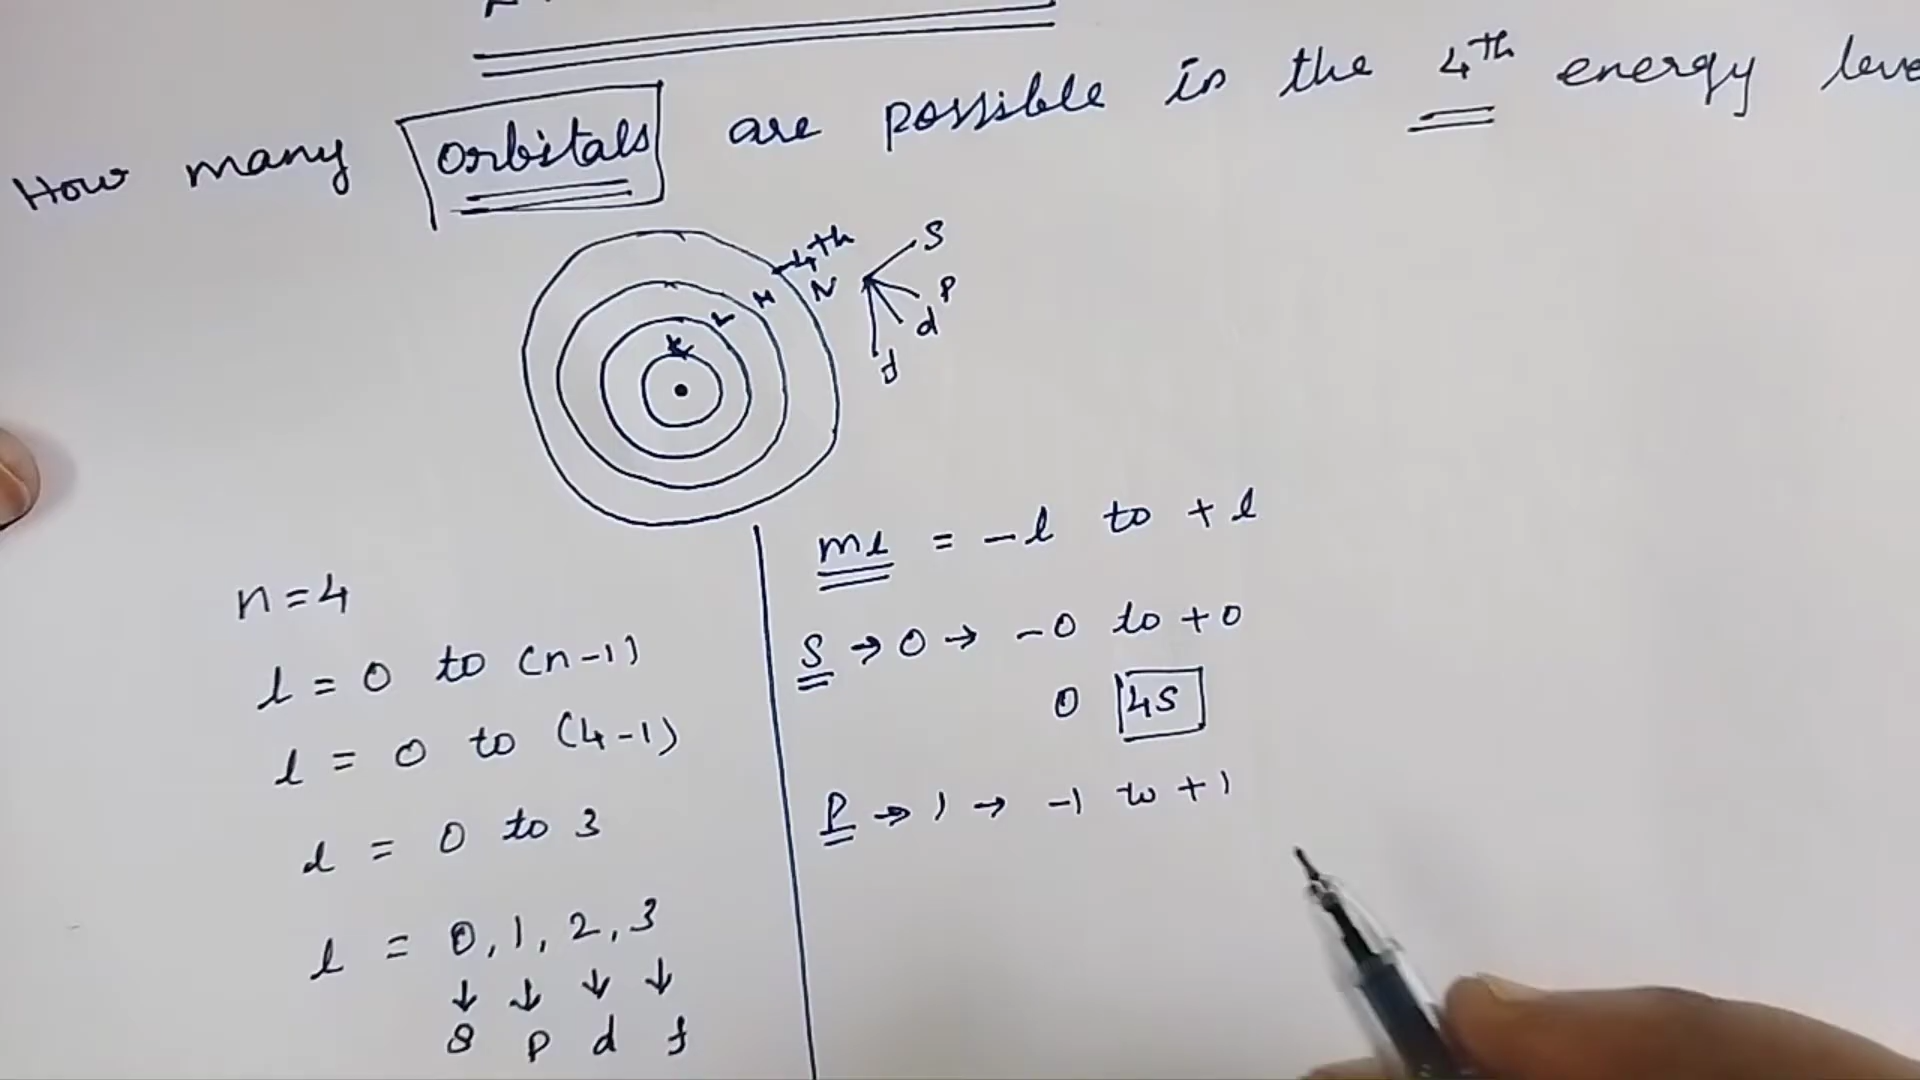 How many orbitals are possible in the 4th energy
4th
K L M N
S
P
d
f
n=4
l = 0 to (n-1)
l = 0 to (4-1)
l = 0 to 3
l = 0, 1, 2, 3
↓ ↓ ↓ ↓
s p d f
ml = -l to +l
S → 0 → -0 to +0
0 4S
P → 1 → -1 to +1